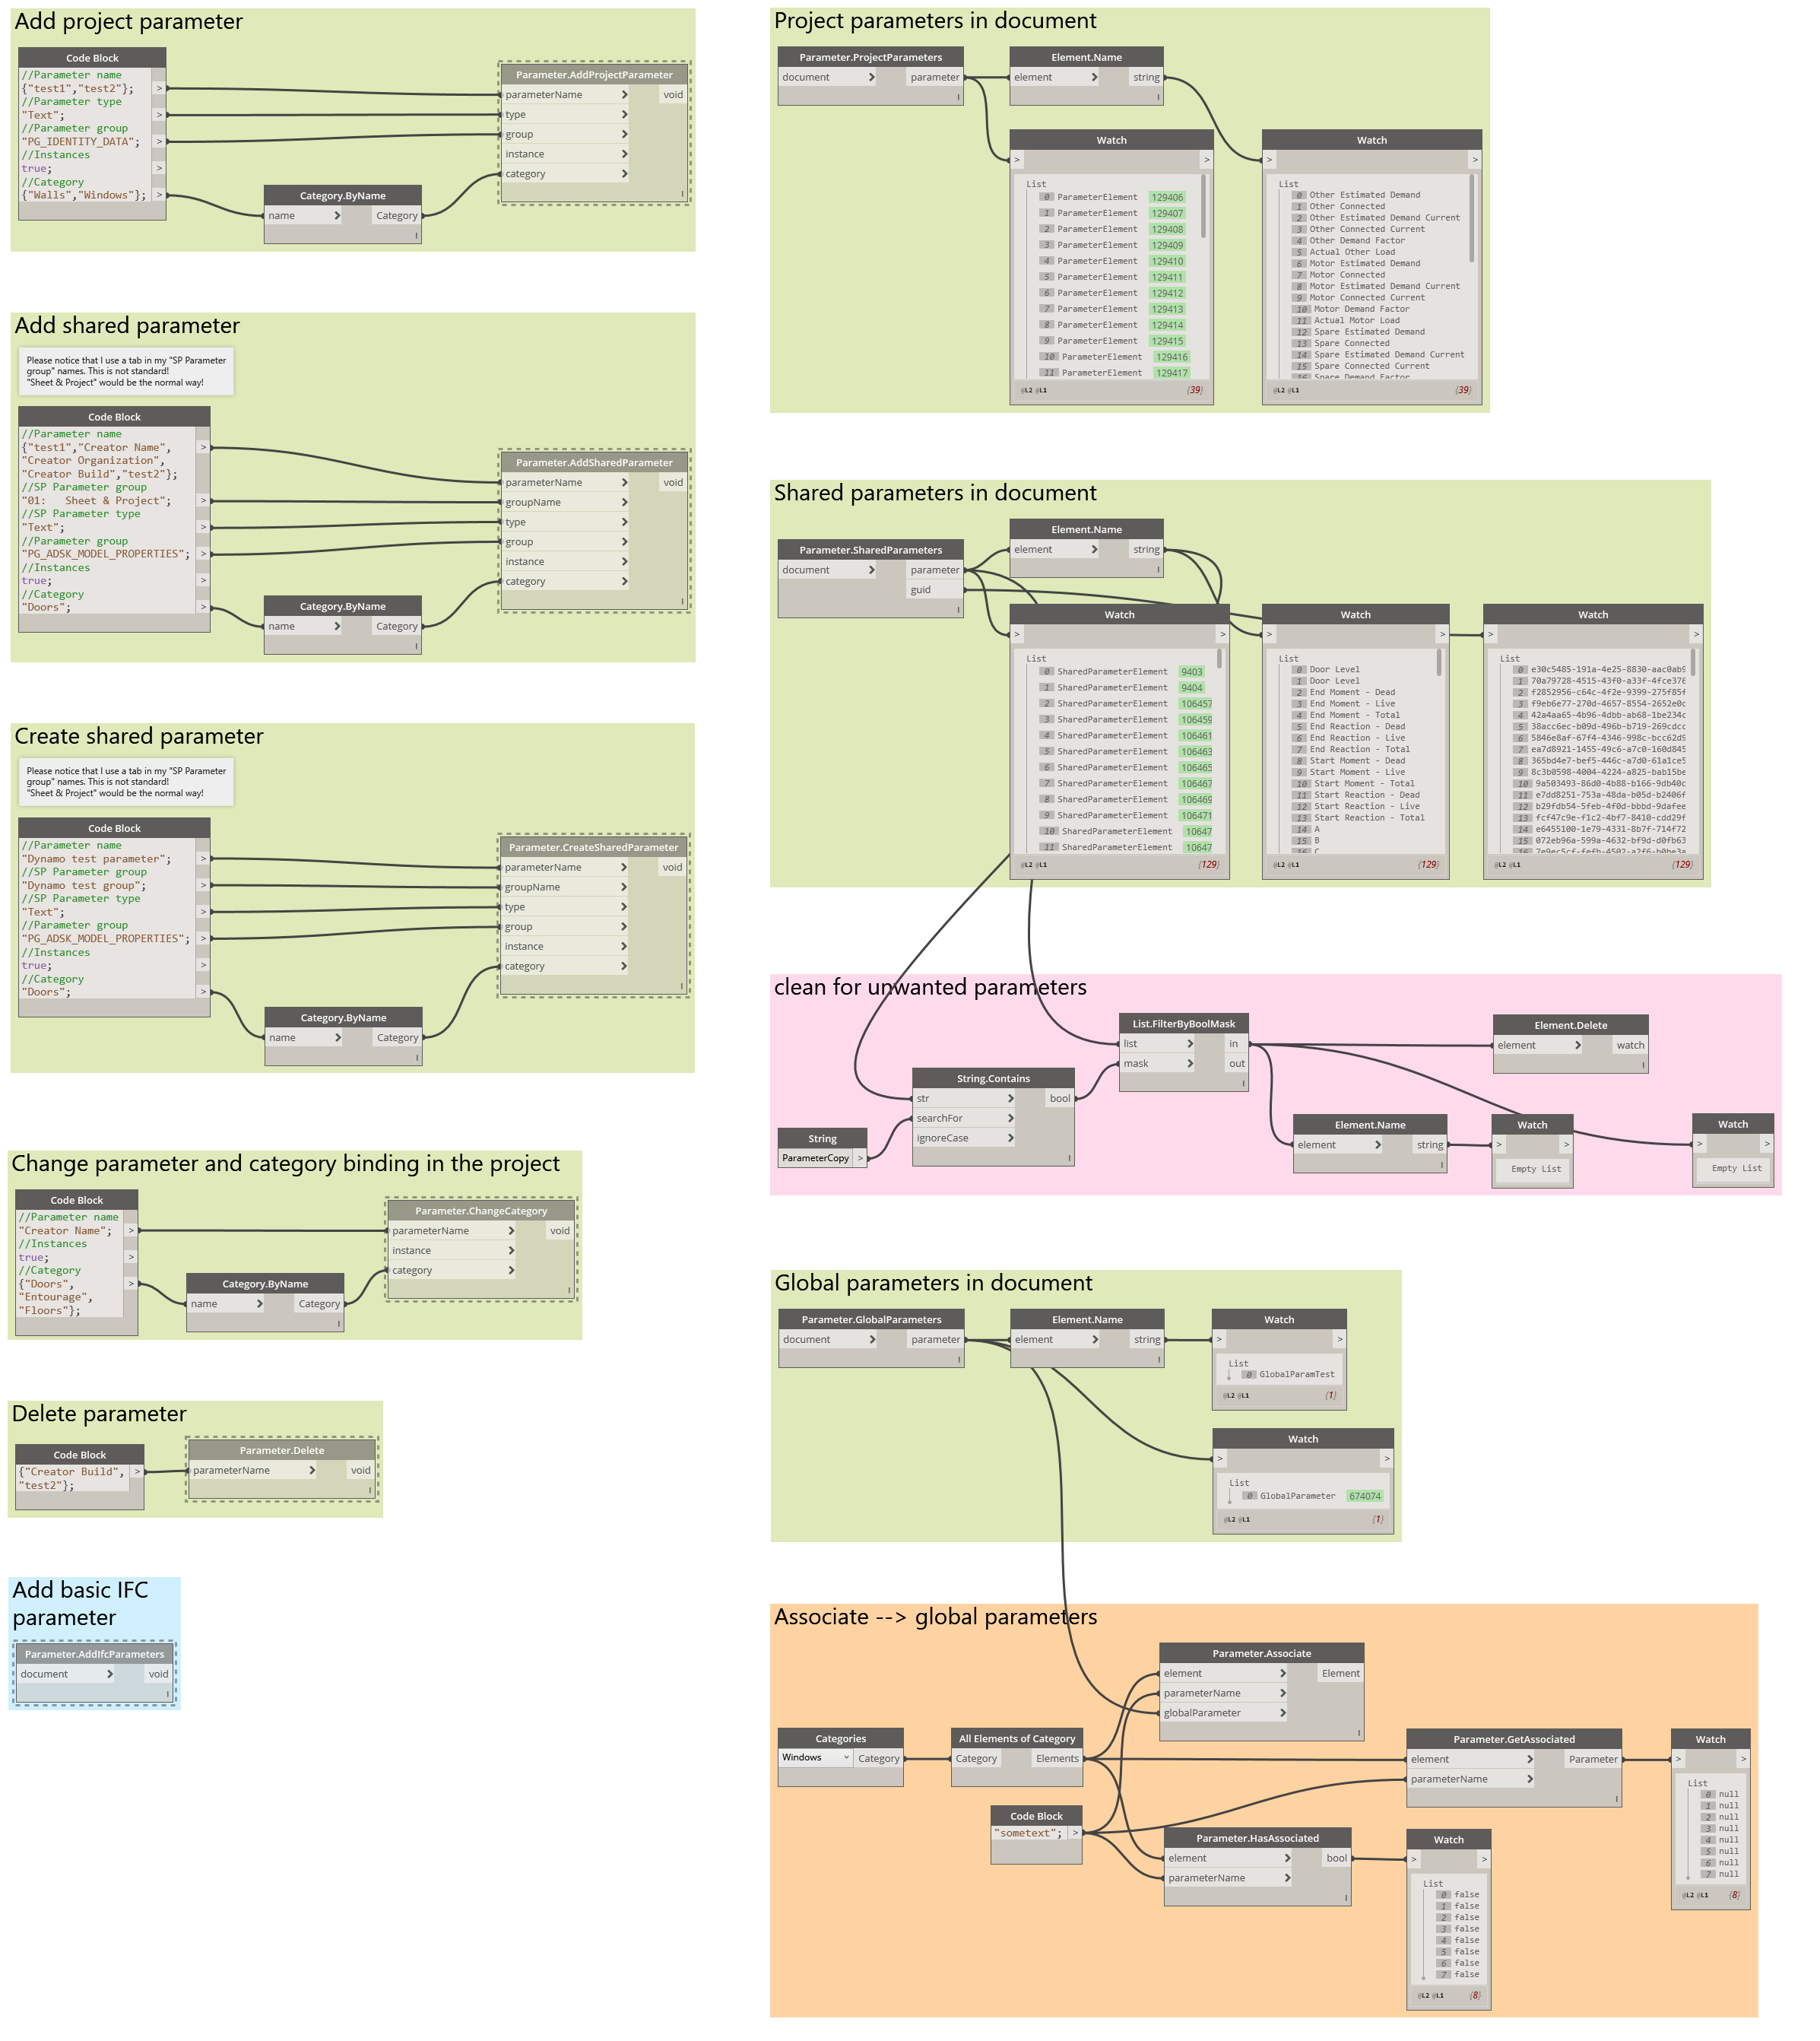 Add project parameter
Code Block
//Parameter name
{"test1","test2"}; >
//Parameter type
"Text"; >
//Parameter group
"PG_IDENTITY_DATA"; >
//Instances
true; >
//Category
{"Walls","Windows"}; >
Category.ByName
name > Category
Parameter.AddProjectParameter
parameterName > void
type >
group >
instance >
category >
Add shared parameter
Please notice that I use a tab in my "SP Parameter
group" names. This is not standard!
"Sheet & Project" would be the normal way!
Code Block
//Parameter name
{"test1","Creator Name", >
"Creator Organization",
"Creator Build","test2"};
//SP Parameter group
"01:   Sheet & Project"; >
//SP Parameter type
"Text"; >
//Parameter group
"PG_ADSK_MODEL_PROPERTIES"; >
//Instances
true; >
//Category
"Doors"; >
Category.ByName
name > Category
Parameter.AddSharedParameter
parameterName > void
groupName >
type >
group >
instance >
category >
Create shared parameter
Please notice that I use a tab in my "SP Parameter
group" names. This is not standard!
"Sheet & Project" would be the normal way!
Code Block
//Parameter name
"Dynamo test parameter"; >
//SP Parameter group
"Dynamo test group"; >
//SP Parameter type
"Text"; >
//Parameter group
"PG_ADSK_MODEL_PROPERTIES"; >
//Instances
true; >
//Category
"Doors"; >
Category.ByName
name > Category
Parameter.CreateSharedParameter
parameterName > void
groupName >
type >
group >
instance >
category >
Change parameter and category binding in the project
Code Block
//Parameter name
"Creator Name"; >
//Instances
true; >
//Category
{"Doors", >
"Entourage",
"Floors"};
Category.ByName
name > Category
Parameter.ChangeCategory
parameterName > void
instance >
category >
Delete parameter
Code Block
{"Creator Build", >
"test2"};
Parameter.Delete
parameterName > void
Add basic IFC
parameter
Parameter.AddIfcParameters
document > void
Project parameters in document
Parameter.ProjectParameters
document > parameter
Element.Name
element > string
Watch
> >
List
0 ParameterElement 129406
1 ParameterElement 129407
2 ParameterElement 129408
3 ParameterElement 129409
4 ParameterElement 129410
5 ParameterElement 129411
6 ParameterElement 129412
7 ParameterElement 129413
8 ParameterElement 129414
9 ParameterElement 129415
10 ParameterElement 129416
11 ParameterElement 129417
@L2 @L1 {39}
Watch
> >
List
0 Other Estimated Demand
1 Other Connected
2 Other Estimated Demand Current
3 Other Connected Current
4 Other Demand Factor
5 Actual Other Load
6 Motor Estimated Demand
7 Motor Connected
8 Motor Estimated Demand Current
9 Motor Connected Current
10 Motor Demand Factor
11 Actual Motor Load
12 Spare Estimated Demand
13 Spare Connected
14 Spare Estimated Demand Current
15 Spare Connected Current
16 Spare Demand Factor
@L2 @L1 {39}
Shared parameters in document
Parameter.SharedParameters
document > parameter
guid
Element.Name
element > string
Watch
> >
List
0 SharedParameterElement 9403
1 SharedParameterElement 9404
2 SharedParameterElement 106457
3 SharedParameterElement 106459
4 SharedParameterElement 106461
5 SharedParameterElement 106463
6 SharedParameterElement 106465
7 SharedParameterElement 106467
8 SharedParameterElement 106469
9 SharedParameterElement 106471
10 SharedParameterElement 10647
11 SharedParameterElement 10647
@L2 @L1 {129}
Watch
> >
List
0 Door Level
1 Door Level
2 End Moment - Dead
3 End Moment - Live
4 End Moment - Total
5 End Reaction - Dead
6 End Reaction - Live
7 End Reaction - Total
8 Start Moment - Dead
9 Start Moment - Live
10 Start Moment - Total
11 Start Reaction - Dead
12 Start Reaction - Live
13 Start Reaction - Total
14 A
15 B
16 C
@L2 @L1 {129}
Watch
> >
List
0 e30c5485-191a-4e25-8830-aac0ab9
1 70a79728-4515-43f0-a33f-4fce376
2 f2852956-c64c-4f2e-9399-275f85f
3 f9eb6e77-270d-4657-8554-2652e0c
4 42a4aa65-4b96-4dbb-ab68-1be234c
5 38acc6ec-b09d-496b-b719-269cdcc
6 5846e8af-67f4-4346-998c-bcc62d9
7 ea7d8921-1455-49c6-a7c0-160d845
8 365bd4e7-bef5-446c-a7d0-61a1ce5
9 8c3b0598-4004-4224-a825-bab15be
10 9a503493-86d0-4b88-b166-9db40c
11 e7dd8251-753a-48da-b05d-b2406f
12 b29fdb54-5feb-4f0d-bbbd-9dafee
13 fcf47c9e-f1c2-4bf7-8410-cdd29f
14 e6455100-1e79-4331-8b7f-714f72
15 072eb96a-599a-4632-bf9d-d0fb63
@L2 @L1 {129}
clean for unwanted parameters
String
ParameterCopy >
String.Contains
str > bool
searchFor >
ignoreCase >
List.FilterByBoolMask
list > in
mask > out
Element.Delete
element > watch
Element.Name
element > string
Watch
> >
Empty List
Watch
> >
Empty List
Global parameters in document
Parameter.GlobalParameters
document > parameter
Element.Name
element > string
Watch
> >
List
0 GlobalParamTest
@L2 @L1 {1}
Watch
> >
List
0 GlobalParameter 674074
@L2 @L1 {1}
Associate --> global parameters
Parameter.Associate
element > Element
parameterName >
globalParameter >
Categories
Windows Category
All Elements of Category
Category Elements
Code Block
"sometext"; >
Parameter.GetAssociated
element > Parameter
parameterName >
Watch
> >
List
0 null
1 null
2 null
3 null
4 null
5 null
6 null
7 null
@L2 @L1 {8}
Parameter.HasAssociated
element > bool
parameterName >
Watch
> >
List
0 false
1 false
2 false
3 false
4 false
5 false
6 false
7 false
@L2 @L1 {8}